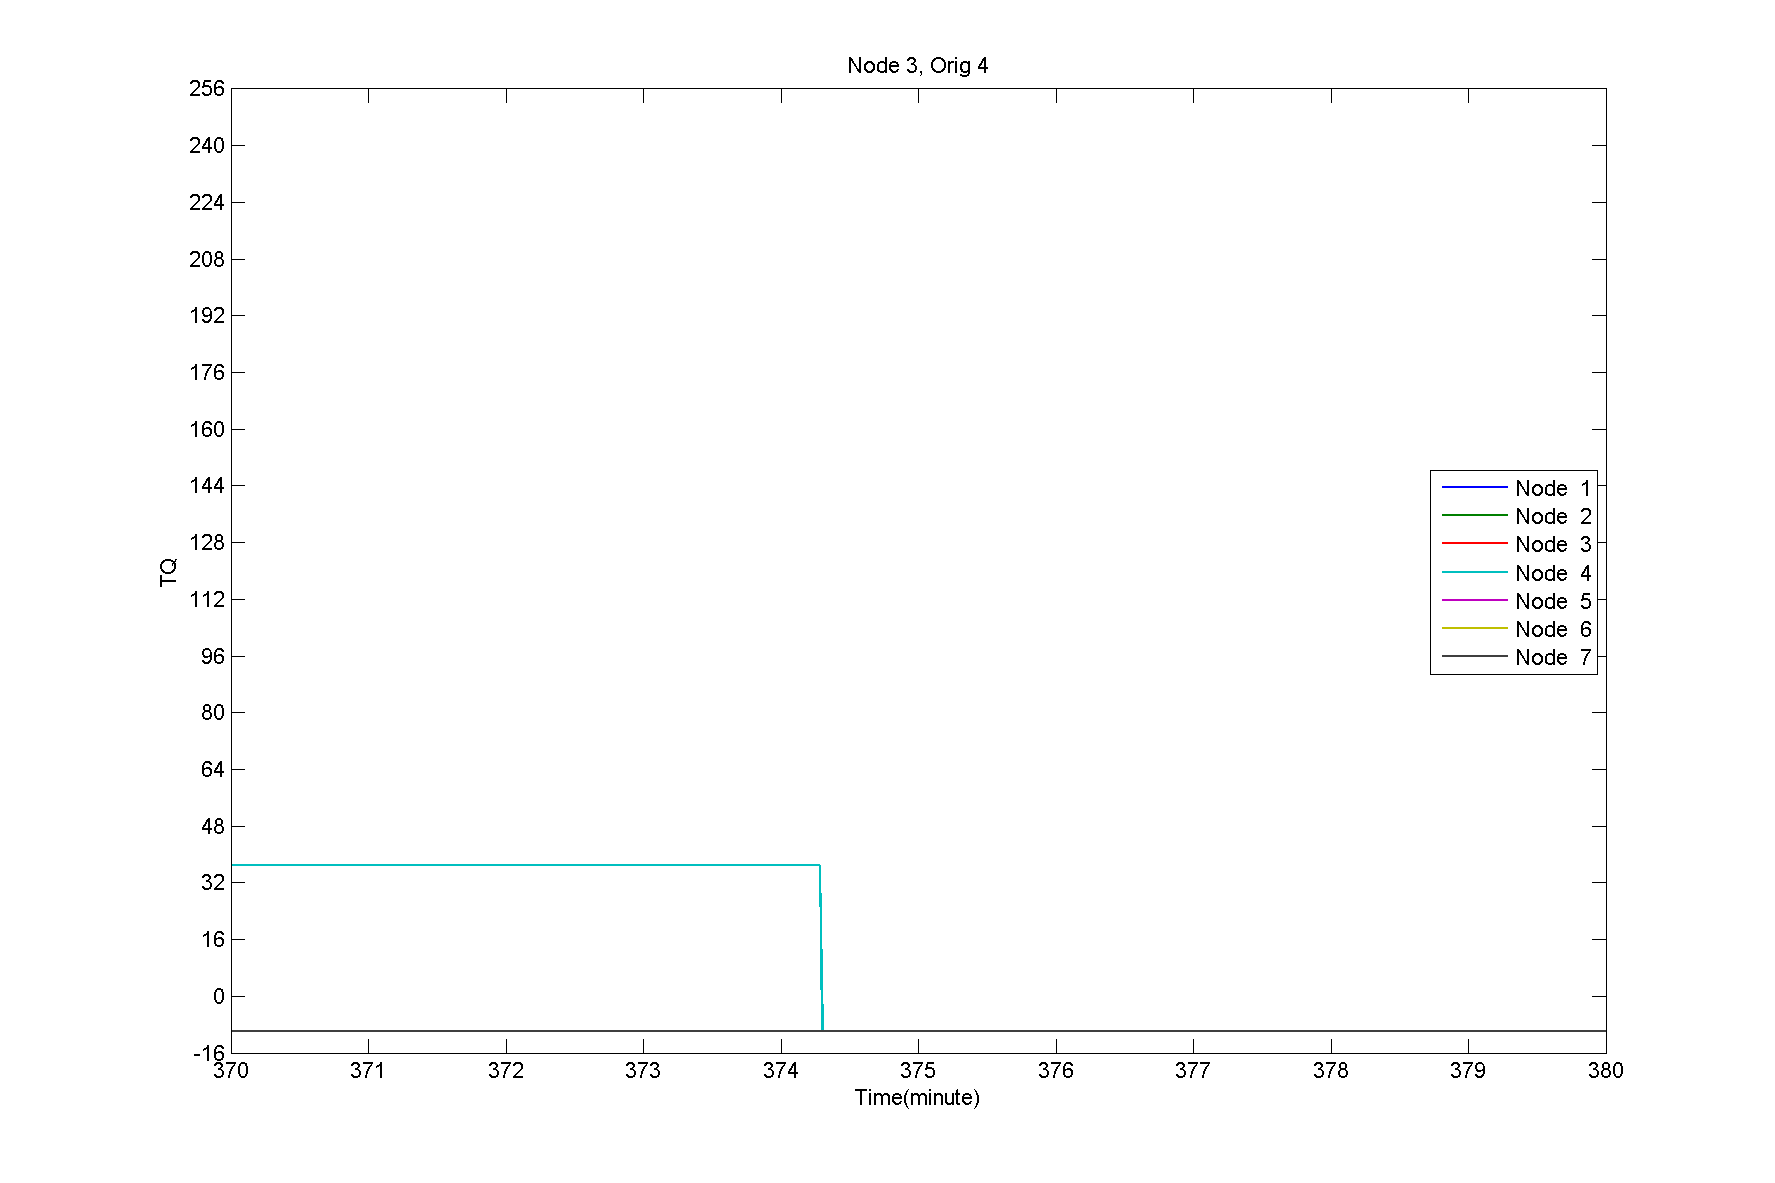 Node 3, Orig 4
256
240
224
208
192
176
160
144
128
112
96
80
64
48
32
16
0
-16
TQ
Node 1
Node 2
Node 3
Node 4
Node 5
Node 6
Node 7
370 371 372 373 374 375 376 377 378 379 380
Time(minute)